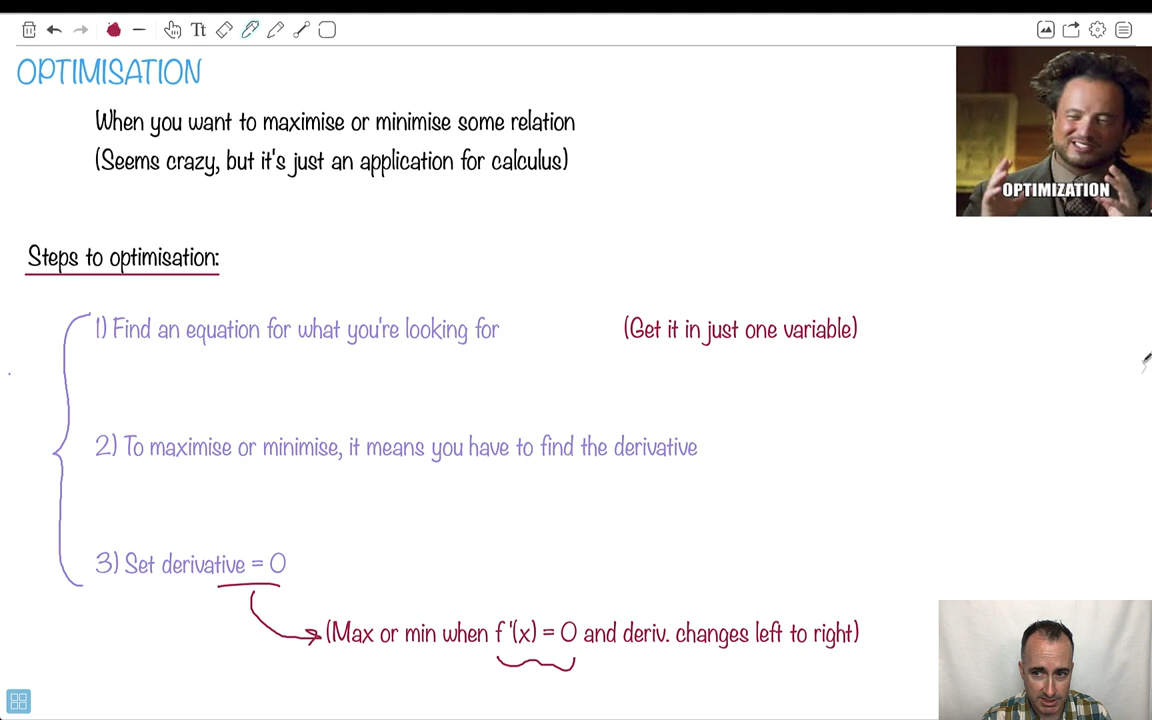 Tt
OPTIMISATION
When you want to maximise or minimise some relation
(Seems crazy, but it's just an application for calculus)
OPTIMIZATION
Steps to optimisation:
1) Find an equation for what you're looking for
(Get it in just one variable)
2) To maximise or minimise, it means you have to find the derivative
3) Set derivative = 0
(Max or min when f '(x) = 0 and deriv. changes left to right)